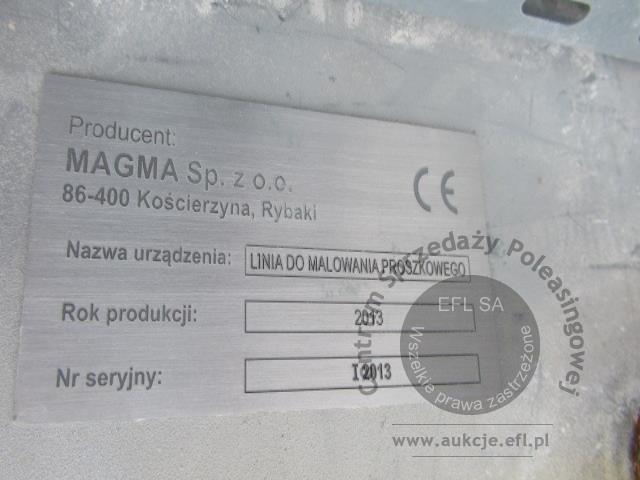 Producent:
MAGMA Sp. z o.o.
86-400 Kościerzyna, Rybaki
CE
Nazwa urządzenia: LINIA DO MALOWANIA PROSZKOWEGO
Rok produkcji: 2013
Nr seryjny: I 2013
Centrum Sprzedaży Poleasingowej
EFL SA
Wszelkie prawa zastrzeżone
www.aukcje.efl.pl